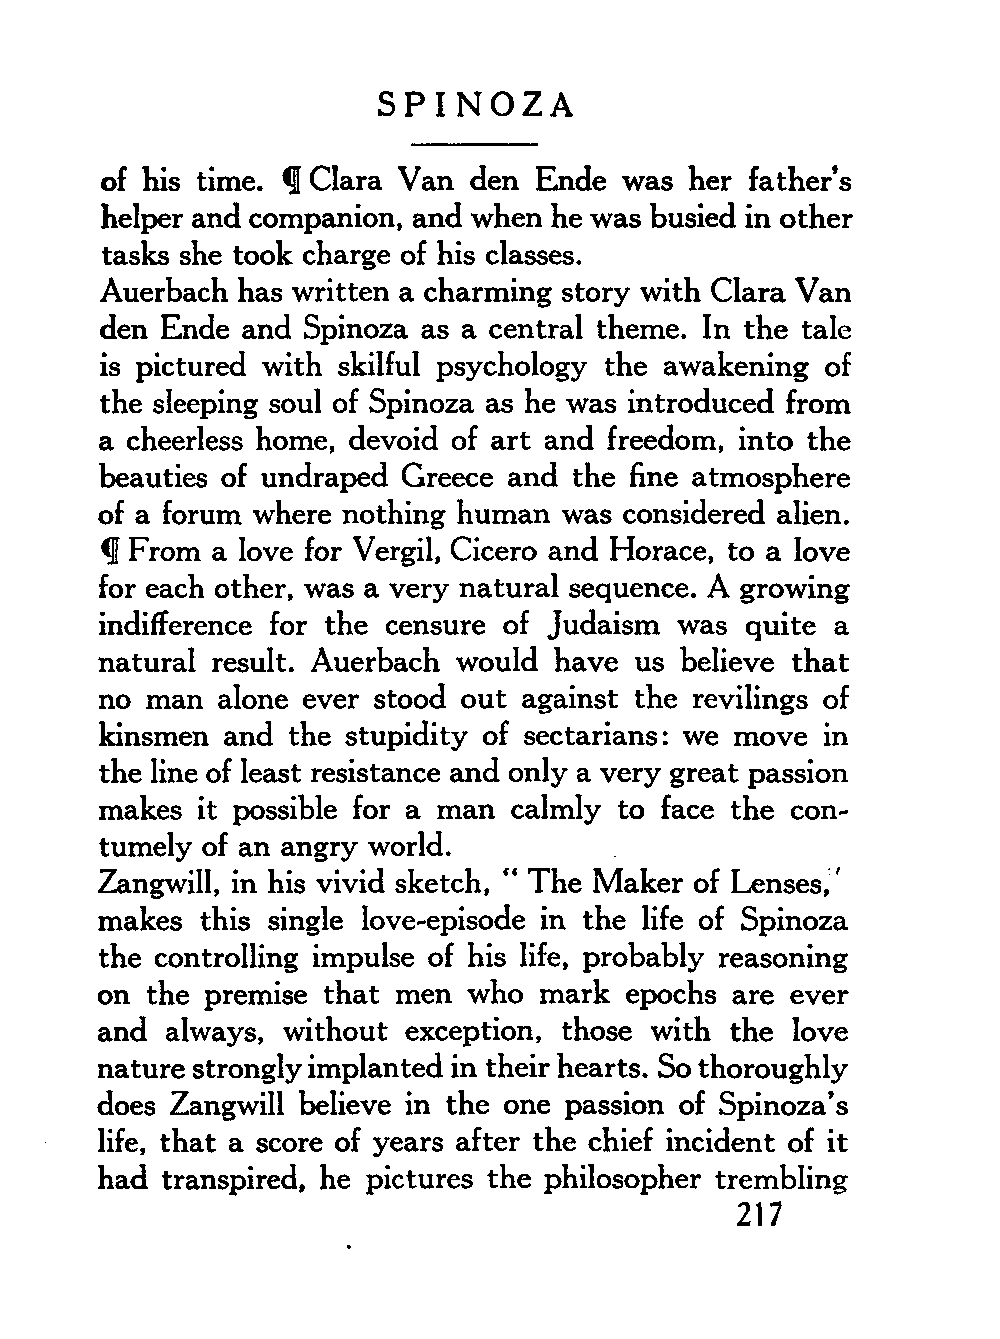 SPINOZA
of his time. ¶ Clara Van den Ende was her father's
helper and companion, and when he was busied in other
tasks she took charge of his classes.
Auerbach has written a charming story with Clara Van
den Ende and Spinoza as a central theme. In the tale
is pictured with skilful psychology the awakening of
the sleeping soul of Spinoza as he was introduced from
a cheerless home, devoid of art and freedom, into the
beauties of undraped Greece and the fine atmosphere
of a forum where nothing human was considered alien.
¶ From a love for Vergil, Cicero and Horace, to a love
for each other, was a very natural sequence. A growing
indifference for the censure of Judaism was quite a
natural result. Auerbach would have us believe that
no man alone ever stood out against the revilings of
kinsmen and the stupidity of sectarians: we move in
the line of least resistance and only a very great passion
makes it possible for a man calmly to face the con-
tumely of an angry world.
Zangwill, in his vivid sketch, " The Maker of Lenses,'
makes this single love-episode in the life of Spinoza
the controlling impulse of his life, probably reasoning
on the premise that men who mark epochs are ever
and always, without exception, those with the love
nature strongly implanted in their hearts. So thoroughly
does Zangwill believe in the one passion of Spinoza's
life, that a score of years after the chief incident of it
had transpired, he pictures the philosopher trembling
217